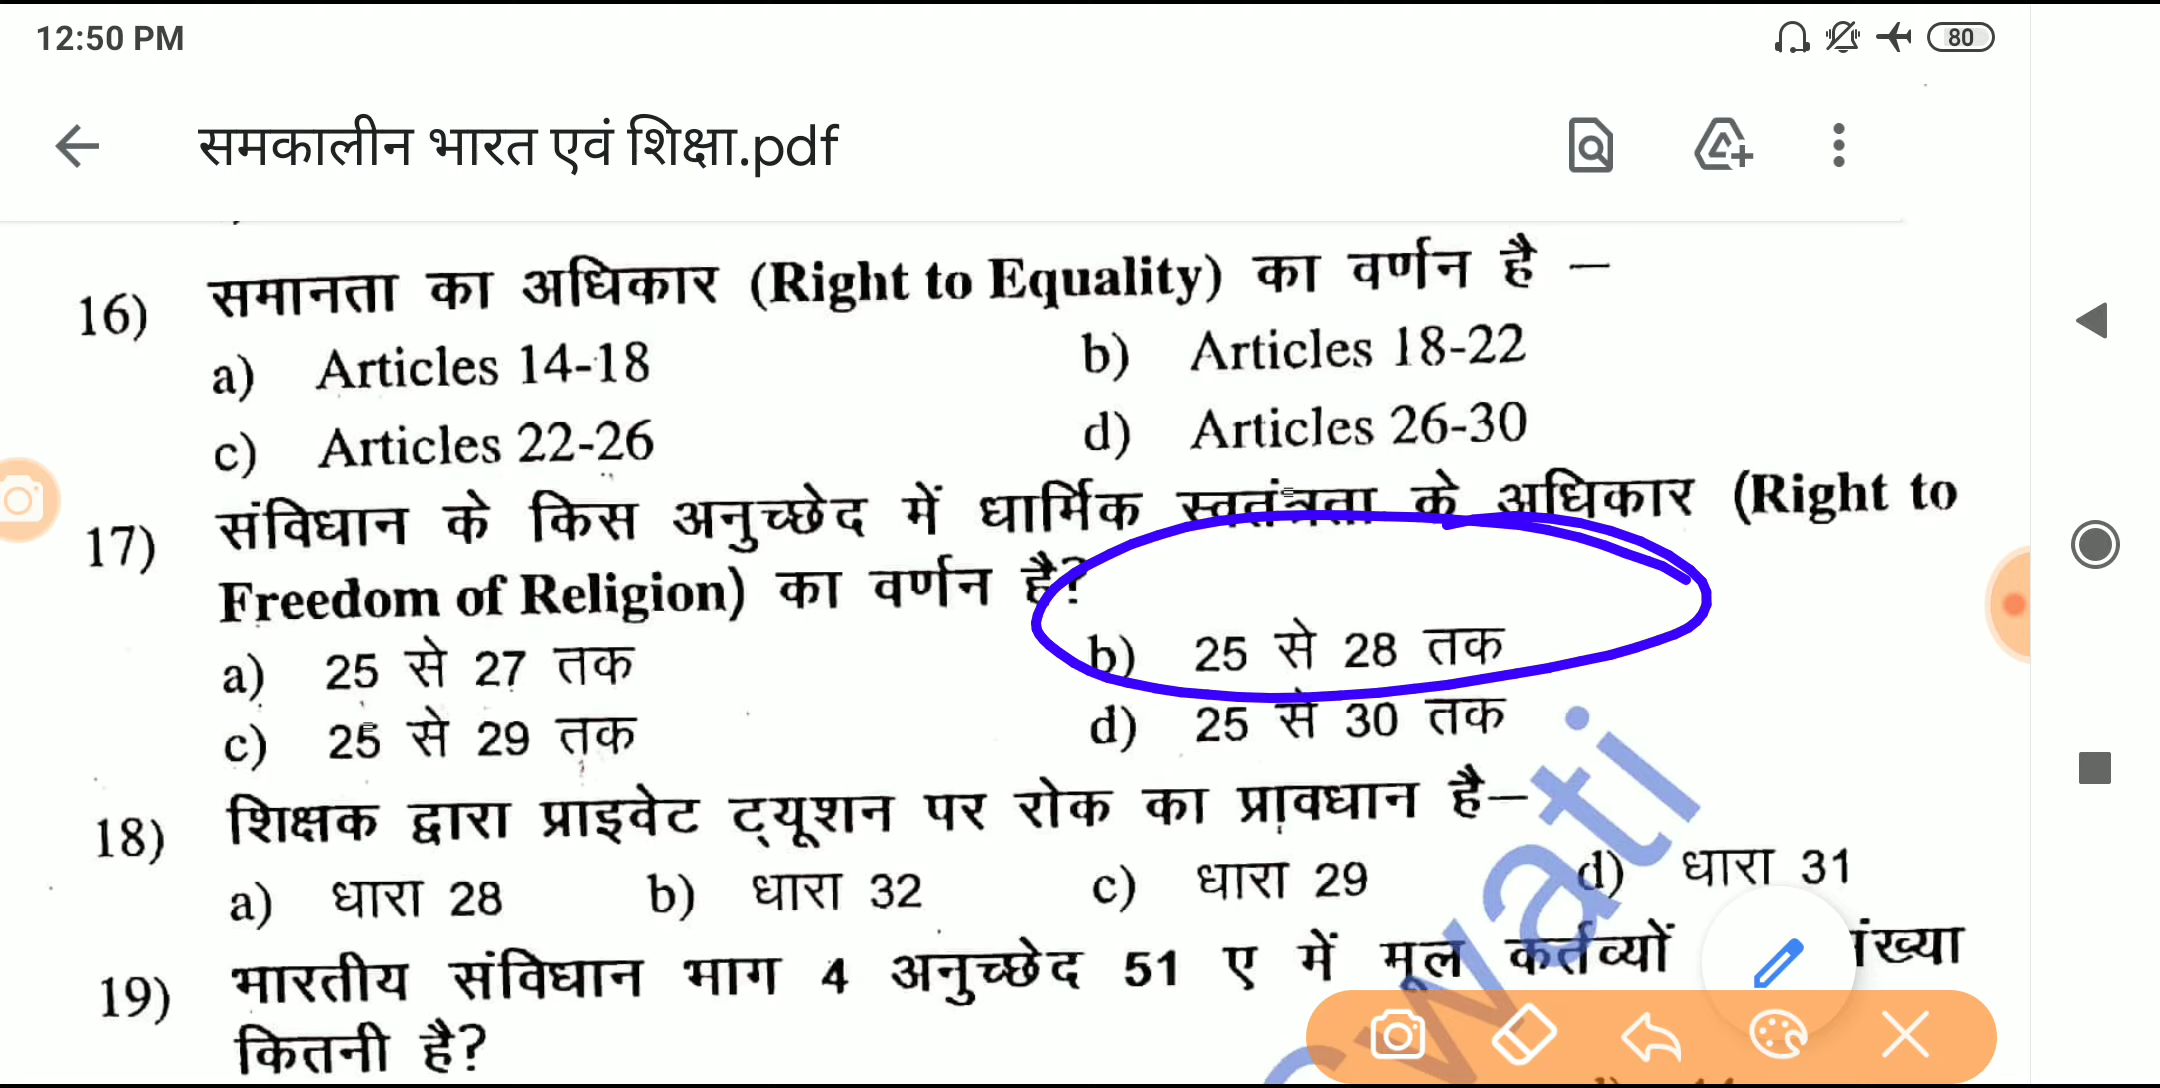 12:50 PM
80
समकालीन भारत एवं शिक्षा.pdf
16) समानता का अधिकार (Right to Equality) का वर्णन है –
a) Articles 14-18 b) Articles 18-22
c) Articles 22-26 d) Articles 26-30
17) संविधान के किस अनुच्छेद में धार्मिक स्वतंत्रता के अधिकार (Right to
Freedom of Religion) का वर्णन है?
a) 25 से 27 तक b) 25 से 28 तक
c) 25 से 29 तक d) 25 से 30 तक
18) शिक्षक द्वारा प्राइवेट ट्यूशन पर रोक का प्रावधान है–
a) धारा 28 b) धारा 32 c) धारा 29 d) धारा 31
19) भारतीय संविधान भाग 4 अनुच्छेद 51 ए में मूल कर्तव्यों
कितनी है?